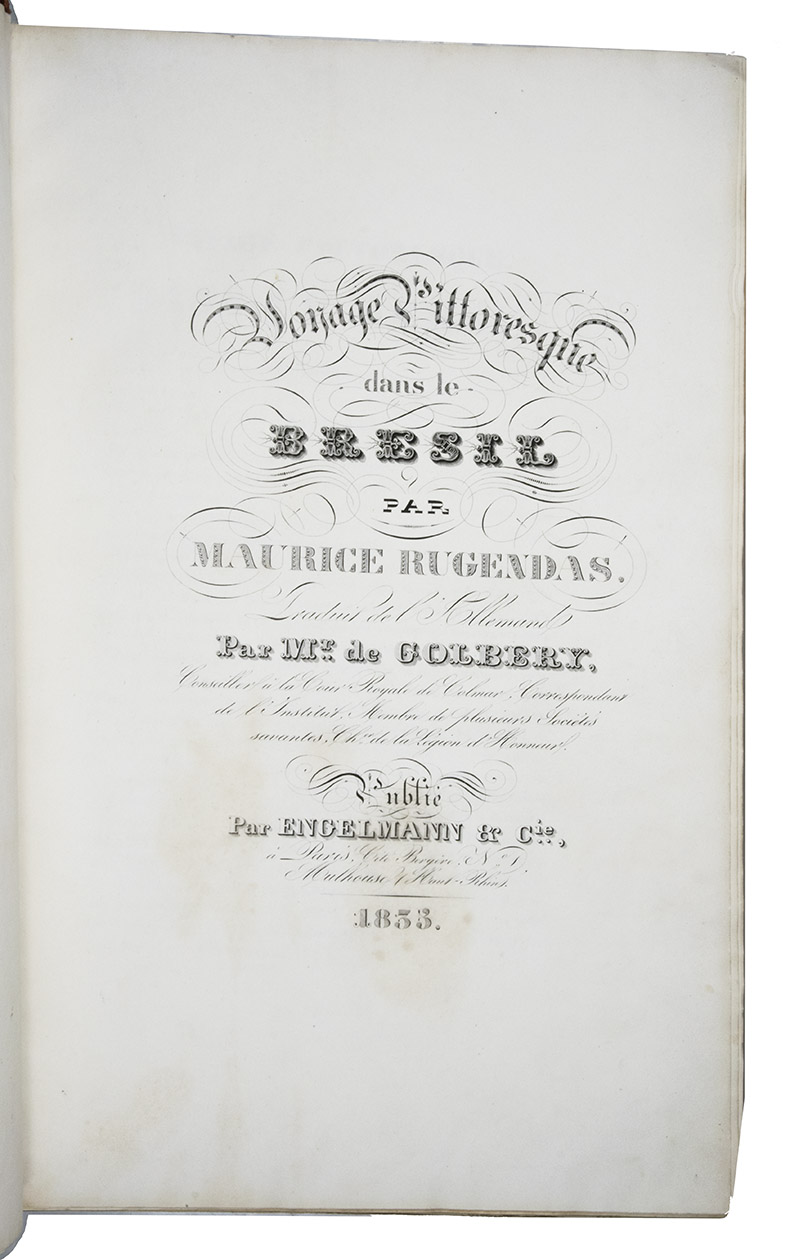 Voyage Pittoresque
dans le
BRESIL
PAR
MAURICE RUGENDAS.
Traduit de l'Allemand
Par Mr. de GOLBERY,
Conseiller à la Cour Royale de Colmar, Correspondant
de l'Institut, Membre de plusieurs Sociétés
savantes, Chr. de la Légion d'Honneur.
Publié
Par ENGELMANN & Cie.,
à Paris, Cité Bergère No. 1,
Mulhouse, Haut-Rhin.
1835.